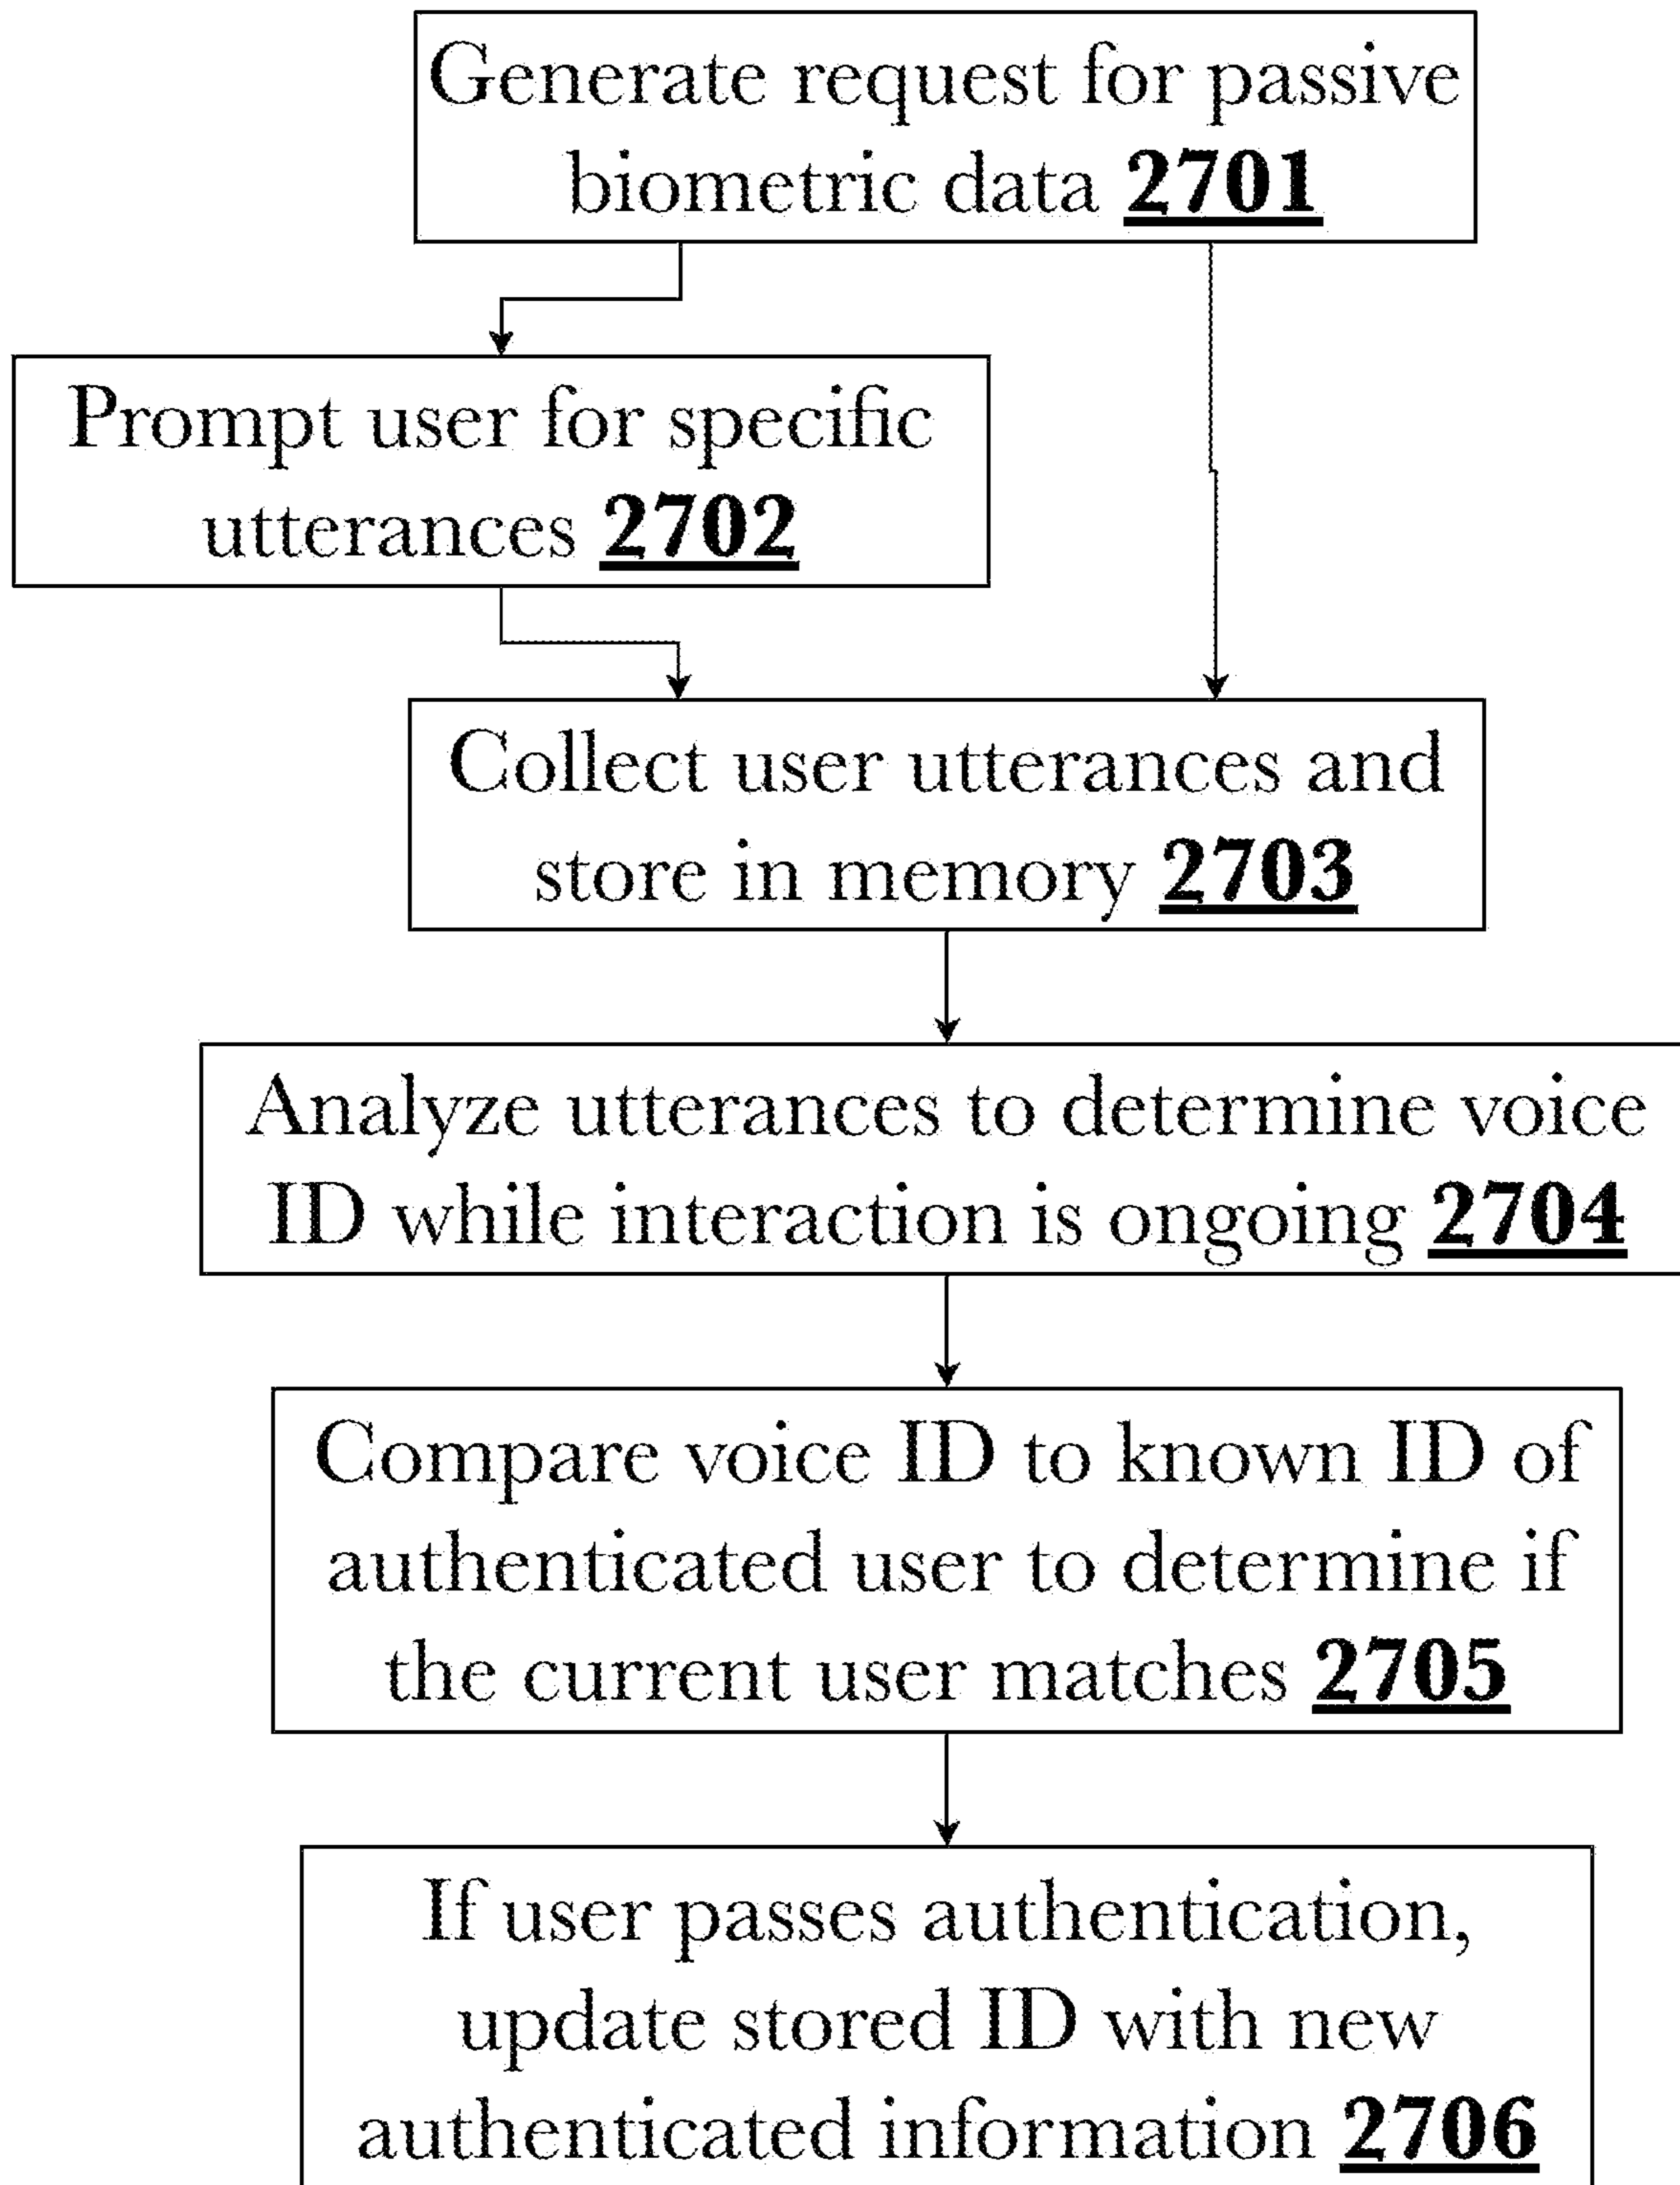 Generate request for passive
biometric data 2701
Prompt user for specific
utterances 2702
Collect user utterances and
store in memory 2703
Analyze utterances to determine voice
ID while interaction is ongoing 2704
Compare voice ID to known ID of
authenticated user to determine if
the current user matches 2705
If user passes authentication,
update stored ID with new
authenticated information 2706